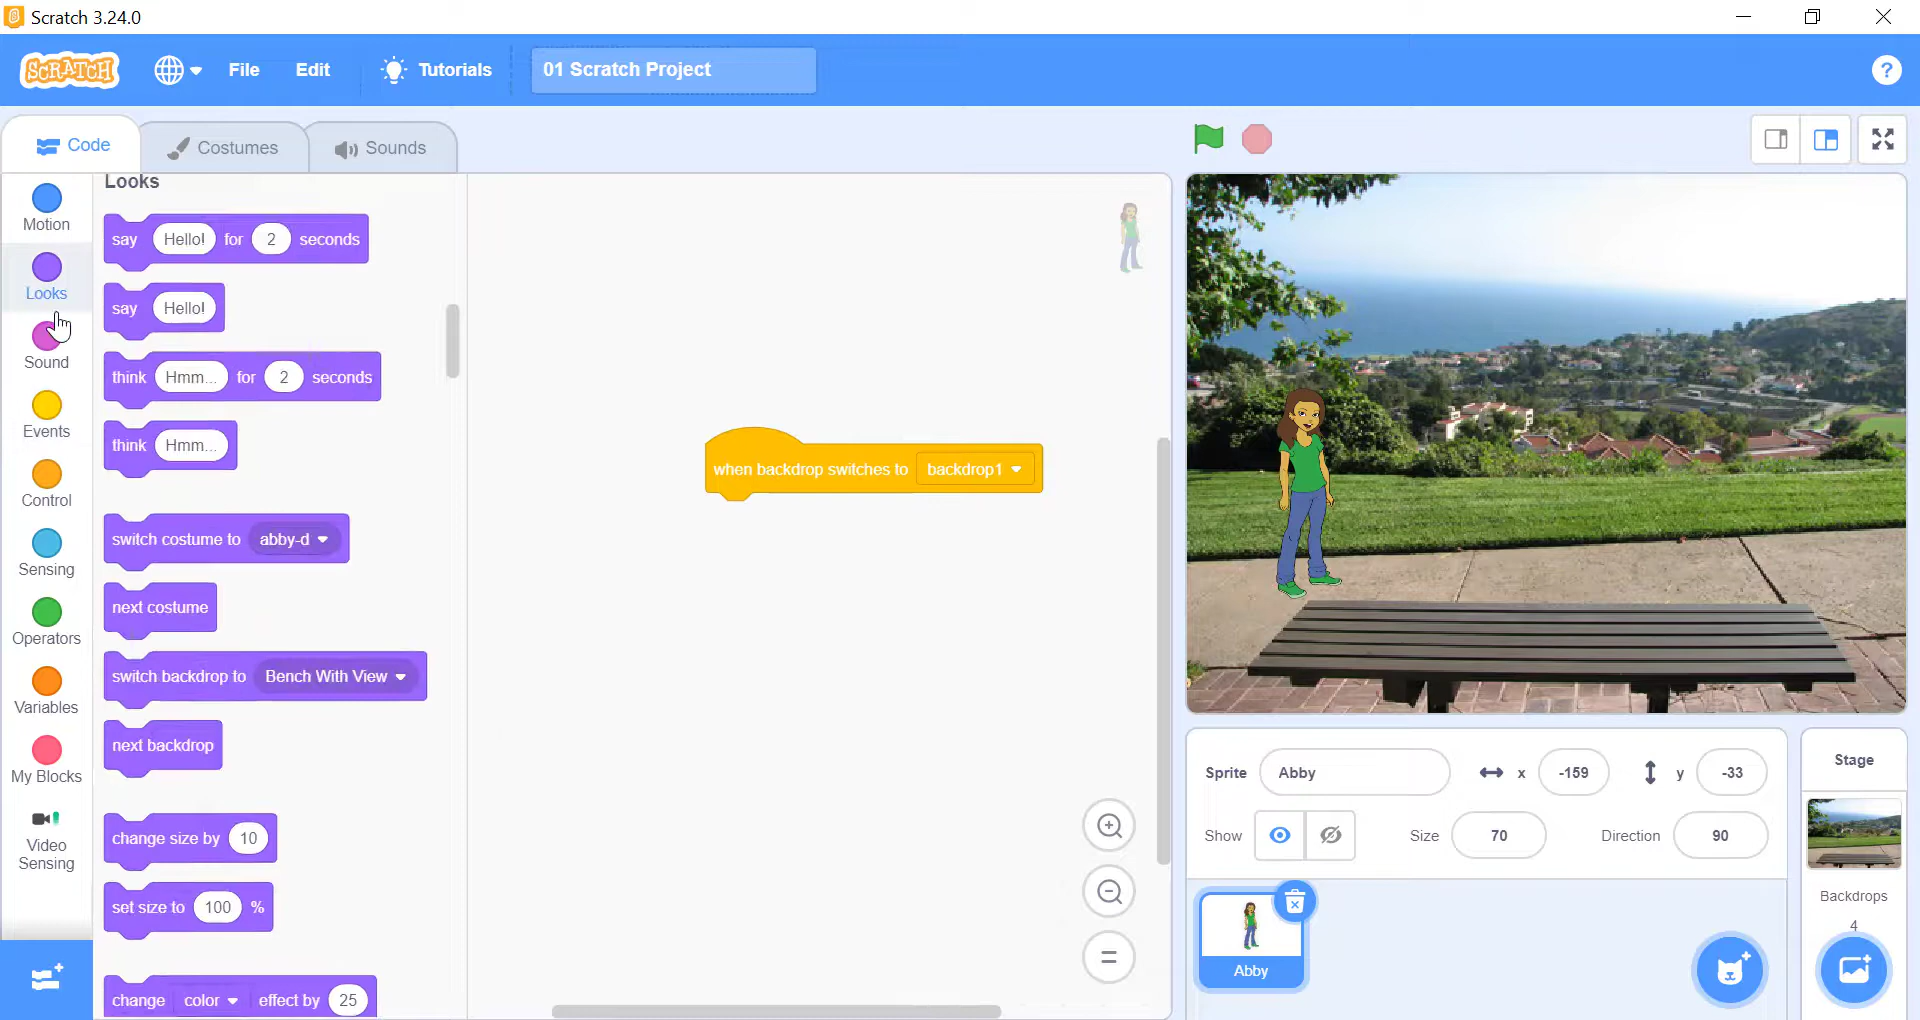 Scratch 3.24.0
SCRATCH File Edit Tutorials 01 Scratch Project ?
Code Costumes Sounds
Motion
Looks
Sound
Events
Control
Sensing
Operators
Variables
My Blocks
Video
Sensing
Looks
say Hello! for 2 seconds
say Hello!
think Hmm... for 2 seconds
think Hmm...
switch costume to abby-d
next costume
switch backdrop to Bench With View
next backdrop
change size by 10
set size to 100 %
change color effect by 25
when backdrop switches to backdrop1
Sprite Abby x -159 y -33
Show Size 70 Direction 90
Abby
Stage
Backdrops
4